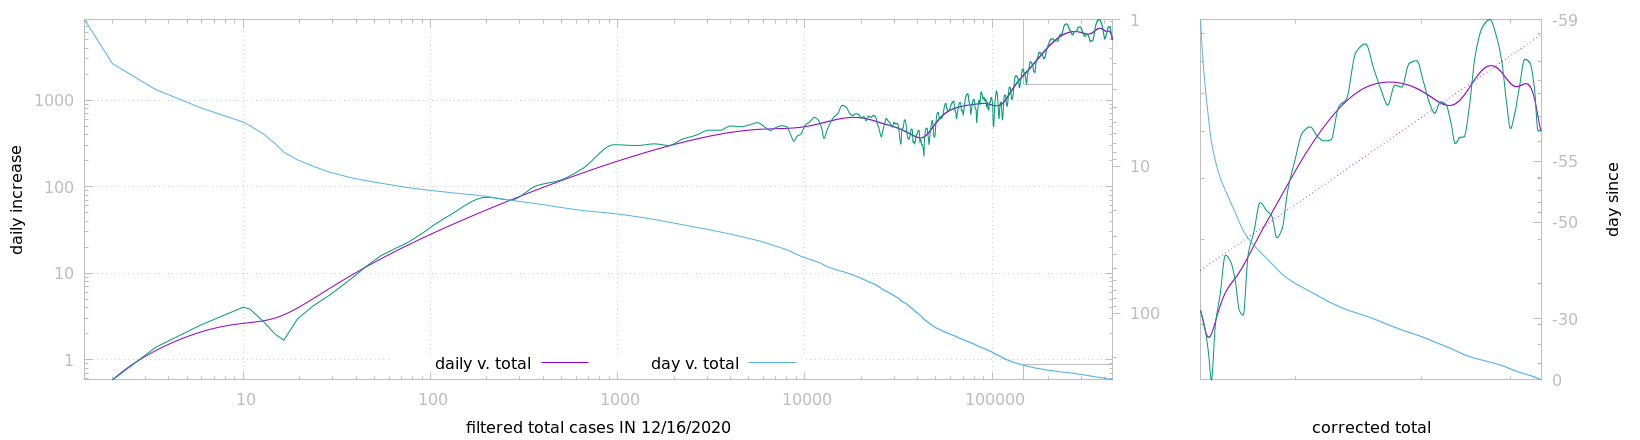 1000
100
10
1
daily increase
10
100
1000
10000
100000
filtered total cases IN 12/16/2020
daily v. total
day v. total
1
10
100
-59
-55
-50
-30
0
day since
corrected total